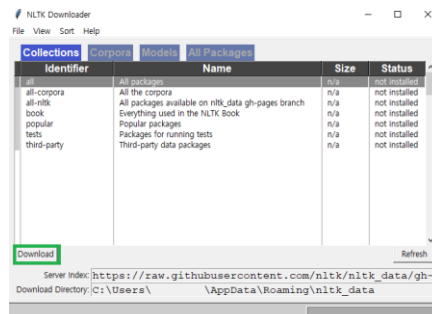 NLTK Downloader
File View Sort Help
Collections Corpora Models All Packages
Identifier Name Size Status
all All packages n/a not installed
all-corpora All the corpora n/a not installed
all-nltk All packages available on nltk_data gh-pages branch n/a not installed
book Everything used in the NLTK Book n/a not installed
popular Popular packages n/a not installed
tests Packages for running tests n/a not installed
third-party Third-party data packages n/a not installed
Download Refresh
Server Index: https://raw.githubusercontent.com/nltk/nltk_data/gh-
Download Directory: C:\Users\ \AppData\Roaming\nltk_data